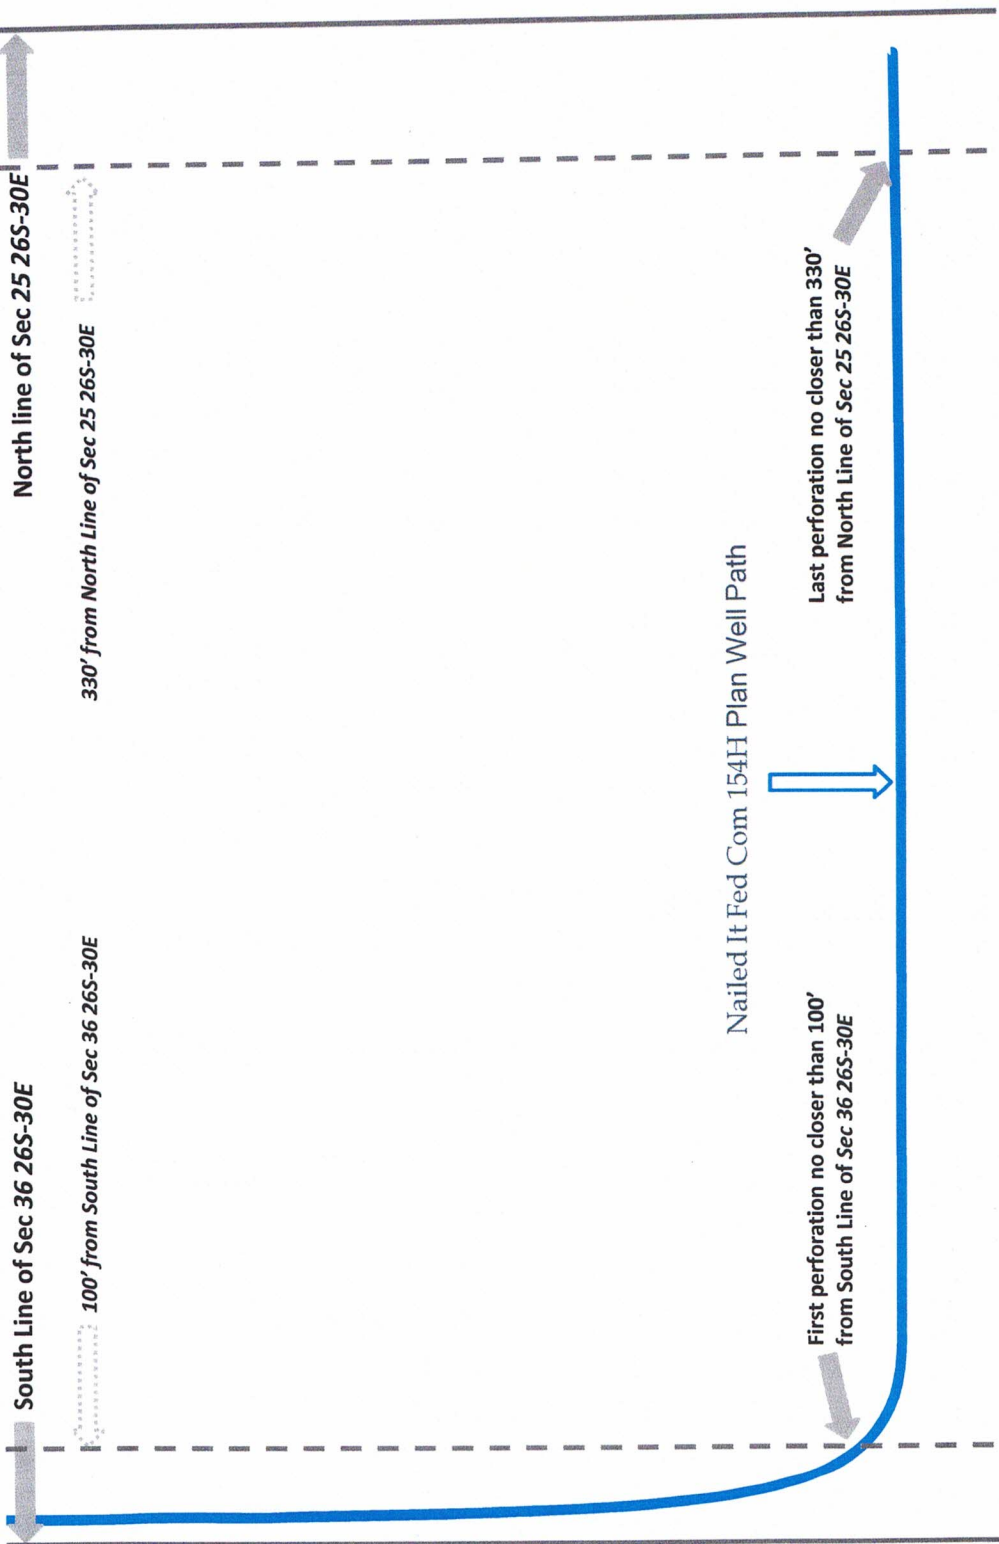 South Line of Sec 36 26S-30E
North line of Sec 25 26S-30E
100’ from South Line of Sec 36 26S-30E
330’ from North Line of Sec 25 26S-30E
Nailed It Fed Com 154H Plan Well Path
First perforation no closer than 100’
from South Line of Sec 36 26S-30E
Last perforation no closer than 330’
from North Line of Sec 25 26S-30E